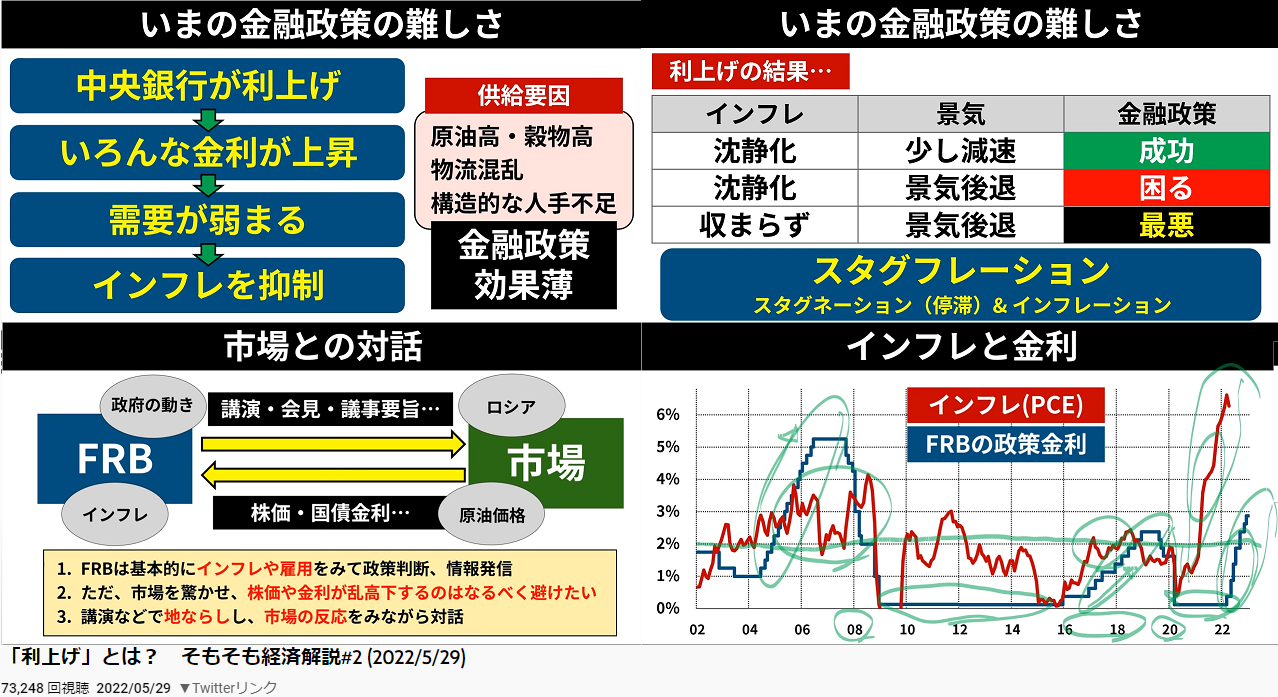 いまの金融政策の難しさ
中央銀行が利上げ
いろんな金利が上昇
需要が弱まる
インフレを抑制
供給要因
原油高・穀物高
物流混乱
構造的な人手不足
金融政策
効果薄
いまの金融政策の難しさ
利上げの結果…
インフレ 景気 金融政策
沈静化 少し減速 成功
沈静化 景気後退 困る
収まらず 景気後退 最悪
スタグフレーション
スタグネーション（停滞）& インフレーション
市場との対話
政府の動き
講演・会見・議事要旨…
ロシア
FRB
市場
インフレ
株価・国債金利…
原油価格
1. FRBは基本的にインフレや雇用をみて政策判断、情報発信
2. ただ、市場を驚かせ、株価や金利が乱高下するのはなるべく避けたい
3. 講演などで地ならしし、市場の反応をみながら対話
インフレと金利
インフレ(PCE)
FRBの政策金利
6%
5%
4%
3%
2%
1%
0%
02 04 06 08 10 12 14 16 18 20 22
「利上げ」とは？　そもそも経済解説#2 (2022/5/29)
73,248 回視聴 2022/05/29 ▼Twitterリンク